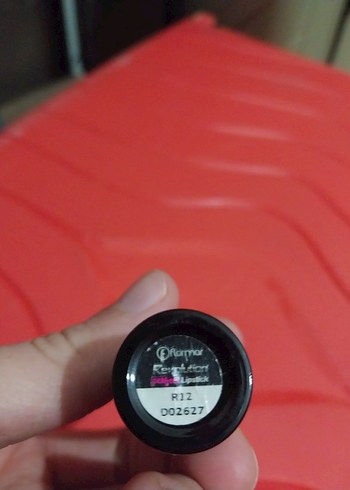 flormar
Revolution
Lipstick
R12
D02627